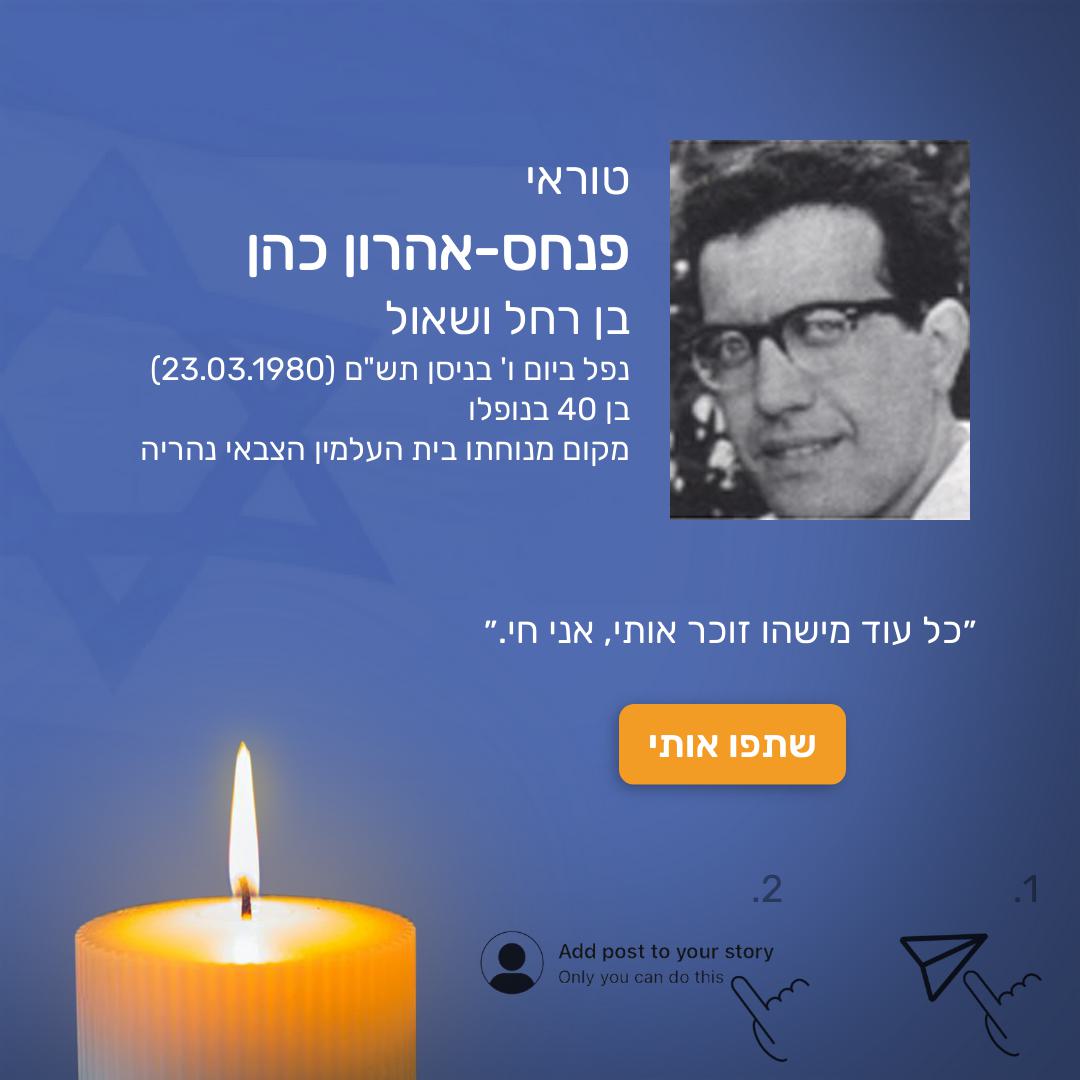 טוראי
פנחס-אהרון כהן
בן רחל ושאול
נפל ביום ו' בניסן תש"ם (23.03.1980)
בן 40 בנופלו
מקום מנוחתו בית העלמין הצבאי נהריה
״כל עוד מישהו זוכר אותי, אני חי.״
שתפו אותי
.1
.2
Add post to your story
Only you can do this